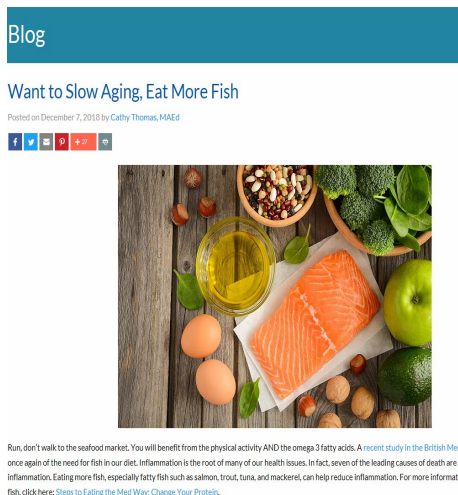 Blog
Want to Slow Aging, Eat More Fish
Posted on December 7, 2018 by Cathy Thomas, MAEd
27
Run, don't walk to the seafood market. You will benefit from the physical activity AND the omega 3 fatty acids. A recent study in the British Me
once again of the need for fish in our diet. Inflammation is the root of many of our health issues. In fact, seven of the leading causes of death are
inflammation. Eating more fish, especially fatty fish such as salmon, trout, tuna, and mackerel, can help reduce inflammation. For more informat
fish, click here: Steps to Eating the Med Way: Change Your Protein.